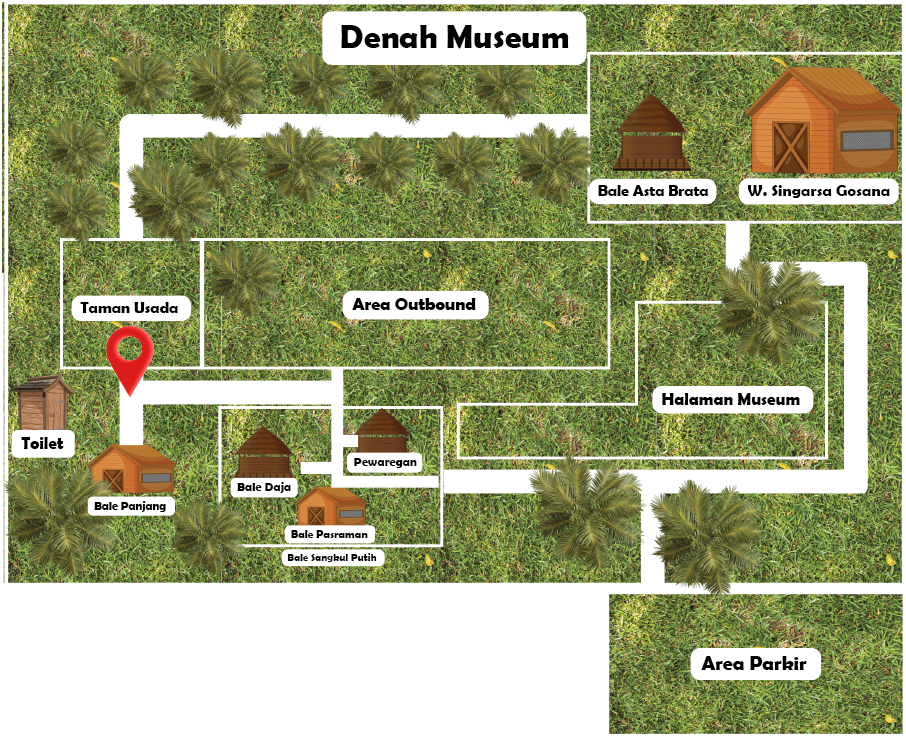 Denah Museum
Bale Asta Brata
W. Singarsa Gosana
Taman Usada
Area Outbound
Halaman Museum
Toilet
Pewaregan
Bale Daja
Bale Panjang
Bale Pasraman
Bale Sangkul Putih
Area Parkir